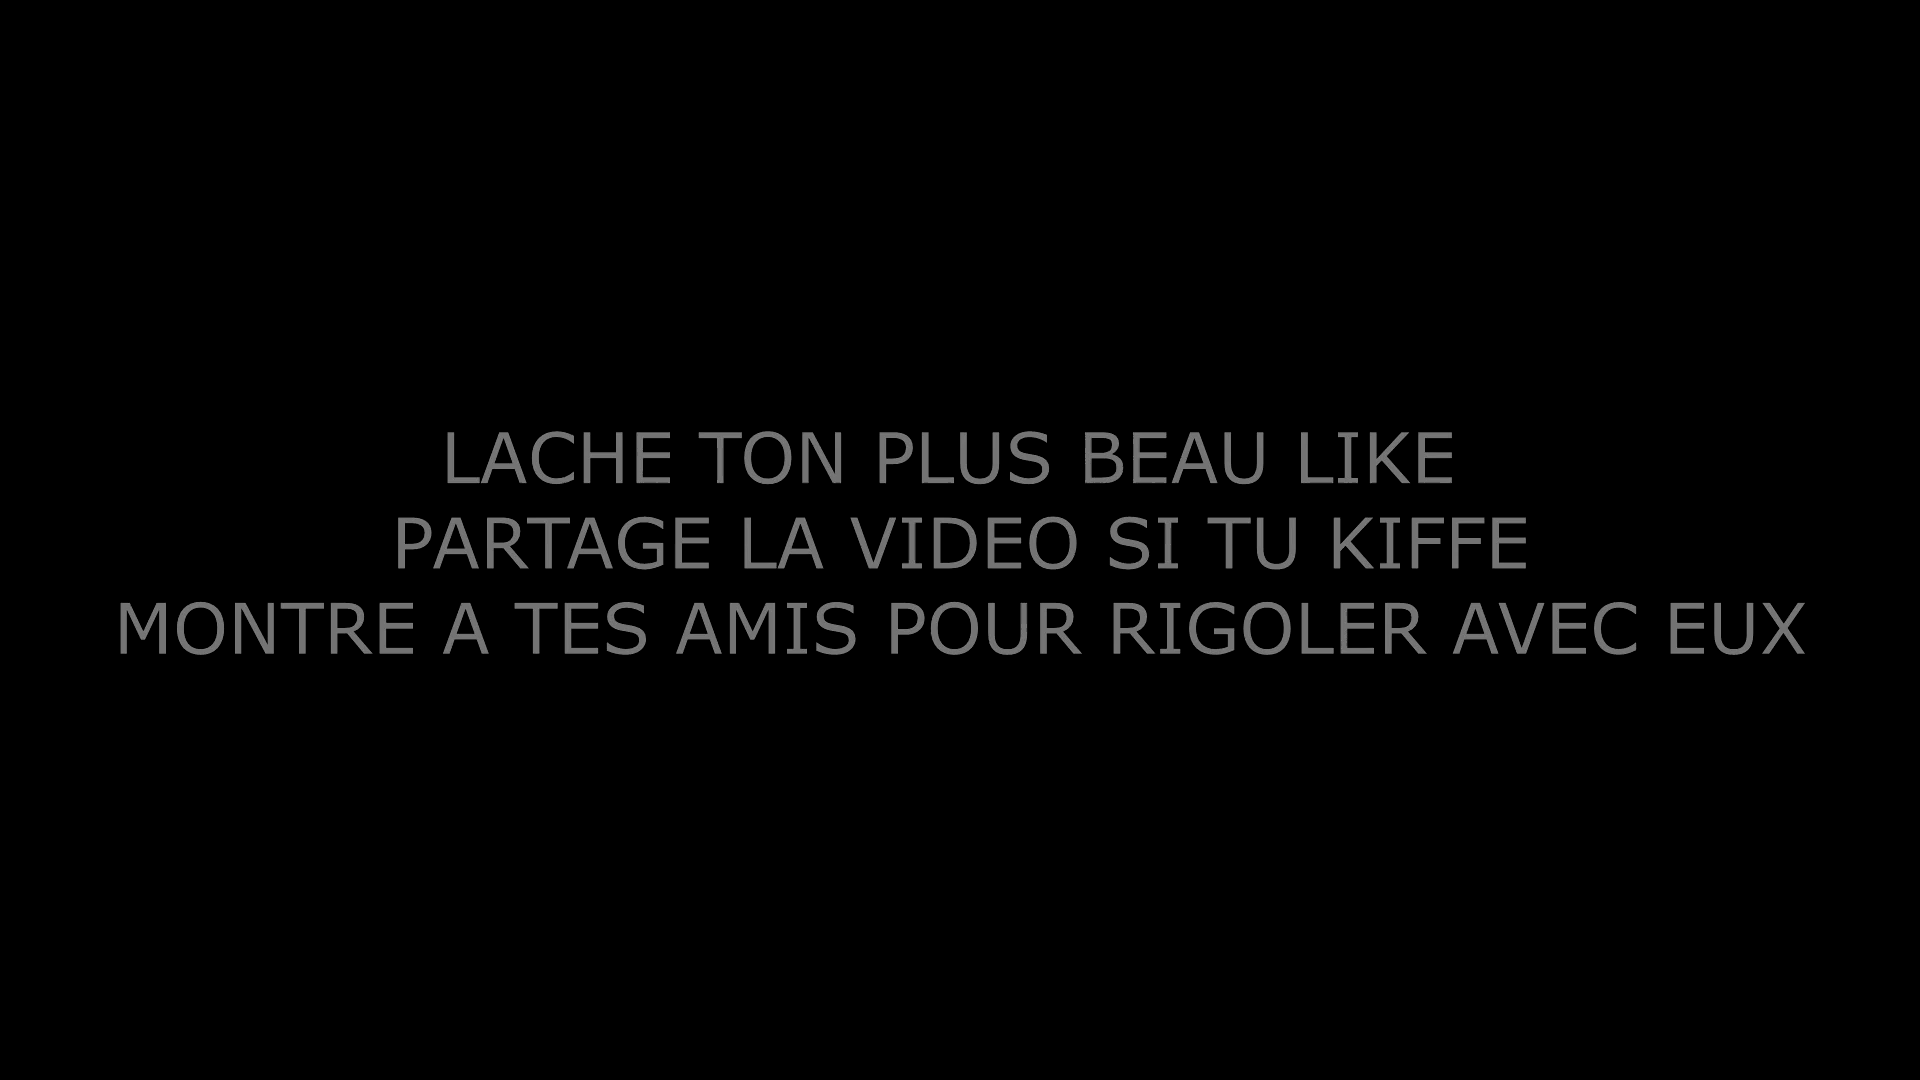 LACHE TON PLUS BEAU LIKE
PARTAGE LA VIDEO SI TU KIFFE
MONTRE A TES AMIS POUR RIGOLER AVEC EUX